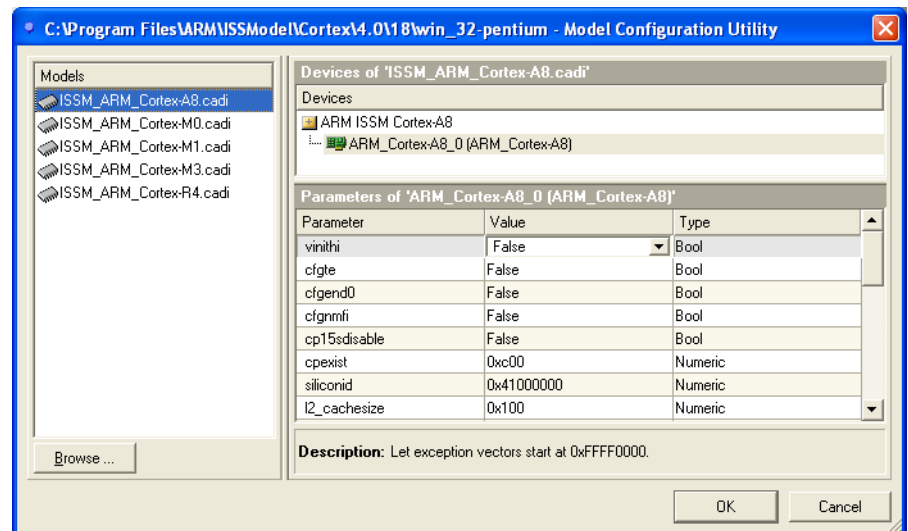 C:\Program Files\ARM\ISSModel\Cortex\4.0\18\win_32-pentium - Model Configuration Utility
Models
ISSM_ARM_Cortex-A8.cadi
ISSM_ARM_Cortex-M0.cadi
ISSM_ARM_Cortex-M1.cadi
ISSM_ARM_Cortex-M3.cadi
ISSM_ARM_Cortex-R4.cadi
Browse ...
Devices of 'ISSM_ARM_Cortex-A8.cadi'
Devices
ARM ISSM Cortex-A8
ARM_Cortex-A8_0 (ARM_Cortex-A8)
Parameters of 'ARM_Cortex-A8_0 (ARM_Cortex-A8)'
Parameter Value Type
vinithi False Bool
cfgte False Bool
cfgend0 False Bool
cfgnmfi False Bool
cp15sdisable False Bool
cpexist 0xc00 Numeric
siliconid 0x41000000 Numeric
l2_cachesize 0x100 Numeric
Description: Let exception vectors start at 0xFFFF0000.
OK Cancel